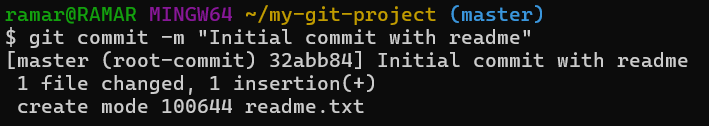 ramar@RAMAR MINGW64 ~/my-git-project (master)
$ git commit -m "Initial commit with readme"
[master (root-commit) 32abb84] Initial commit with readme
 1 file changed, 1 insertion(+)
 create mode 100644 readme.txt